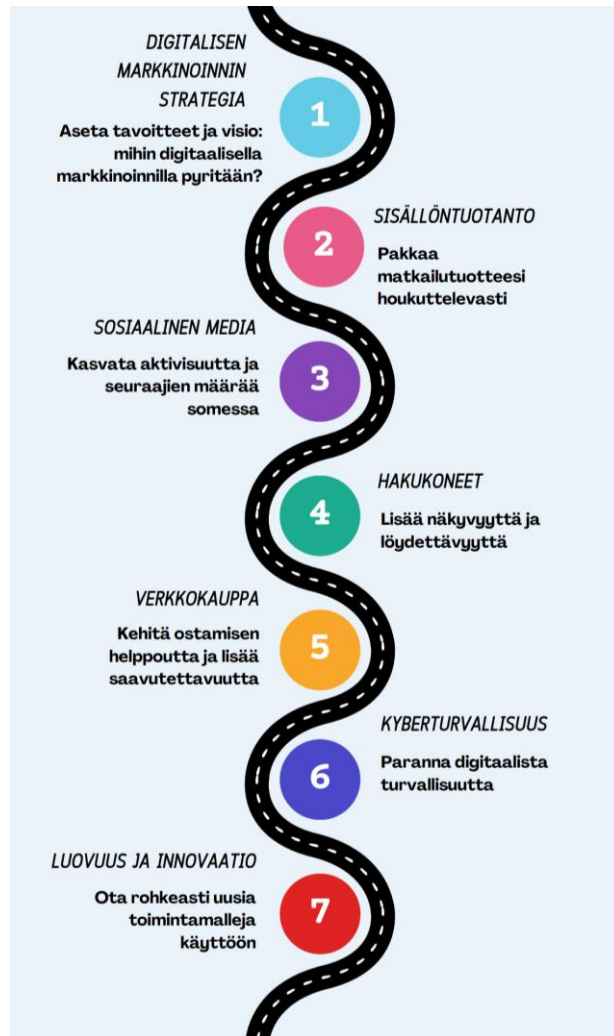 DIGITALISEN
MARKKINOINNIN
STRATEGIA
1
Aseta tavoitteet ja visio:
mihin digitaalisella
markkinoinnilla pyritään?
SISÄLLÖNTUOTANTO
2
Pakkaa
matkailutuotteesi
houkuttelevasti
SOSIAALINEN MEDIA
Kasvata aktivisuutta ja
seuraajien määrää
somessa
3
HAKUKONEET
4
Lisää näkyvyyttä ja
löydettävyyttä
VERKKOKAUPPA
Kehitä ostamisen
helppoutta ja lisää
saavutettavuutta
5
KYBERTURVALLISUUS
6
Paranna digitaalista
turvallisuutta
LUOVUUS JA INNOVAATIO
Ota rohkeasti uusia
toimintamalleja
käyttöön
7